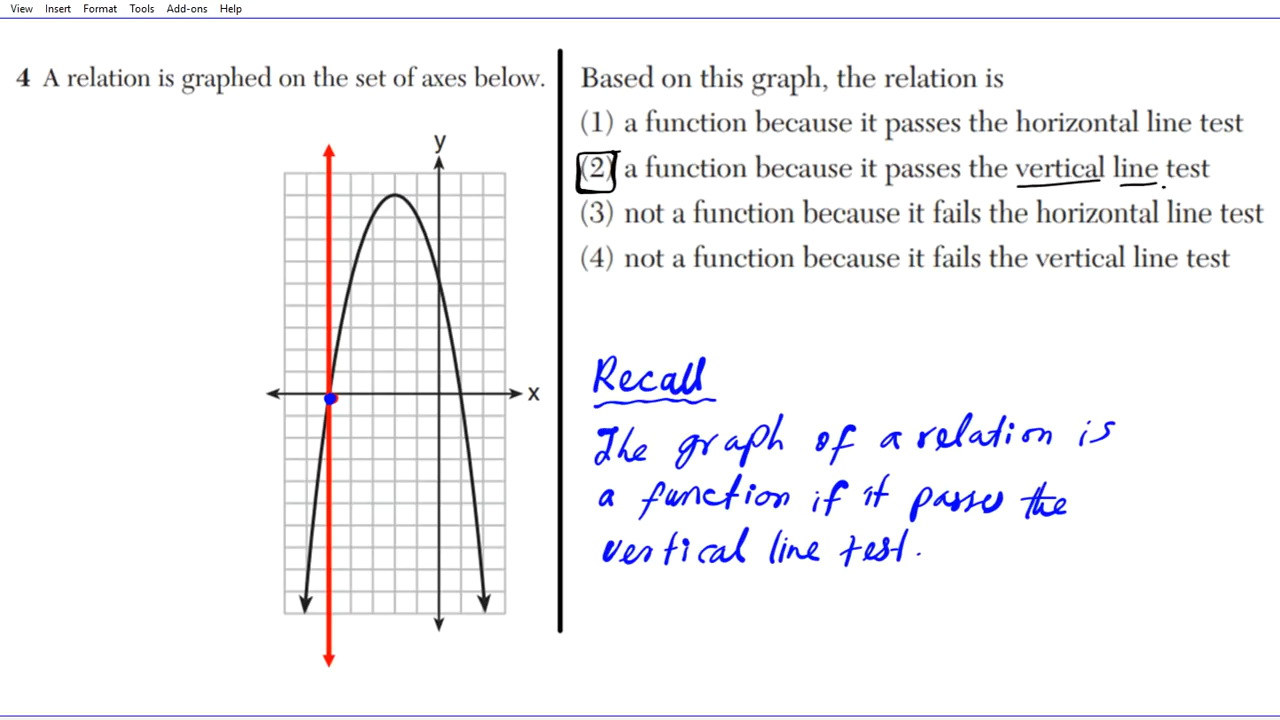 View Insert Format Tools Add-ons Help
4 A relation is graphed on the set of axes below.
y
x
Based on this graph, the relation is
(1) a function because it passes the horizontal line test
(2) a function because it passes the vertical line test
(3) not a function because it fails the horizontal line test
(4) not a function because it fails the vertical line test
Recall
The graph of a relation is
a function if it passes the
vertical line test.